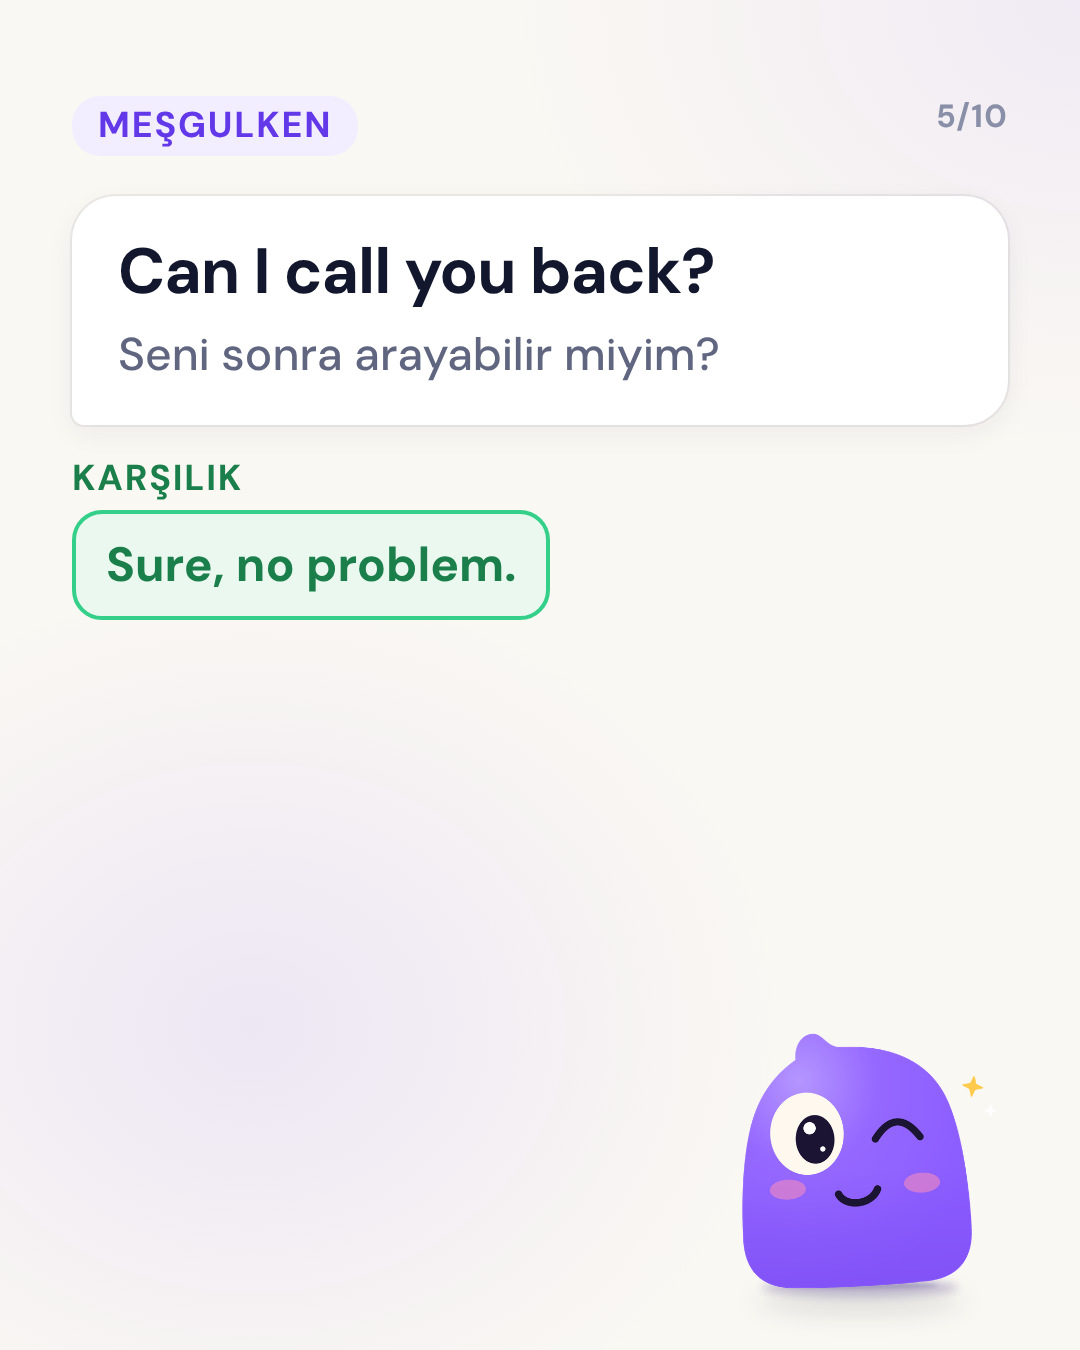 MEŞGULKEN
5/10
Can I call you back?
Seni sonra arayabilir miyim?
KARŞILIK
Sure, no problem.